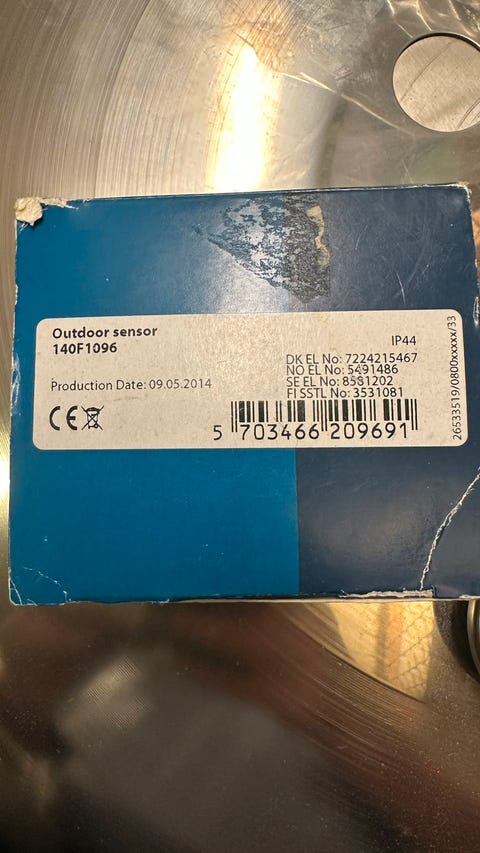 Outdoor sensor
140F1096
IP44
DK EL No: 7224215467
NO EL No: 5491486
SE EL No: 8581202
FI SSTL No: 3531081
Production Date: 09.05.2014
CE
5 703466 209691
26533519/0800xxxxx/33